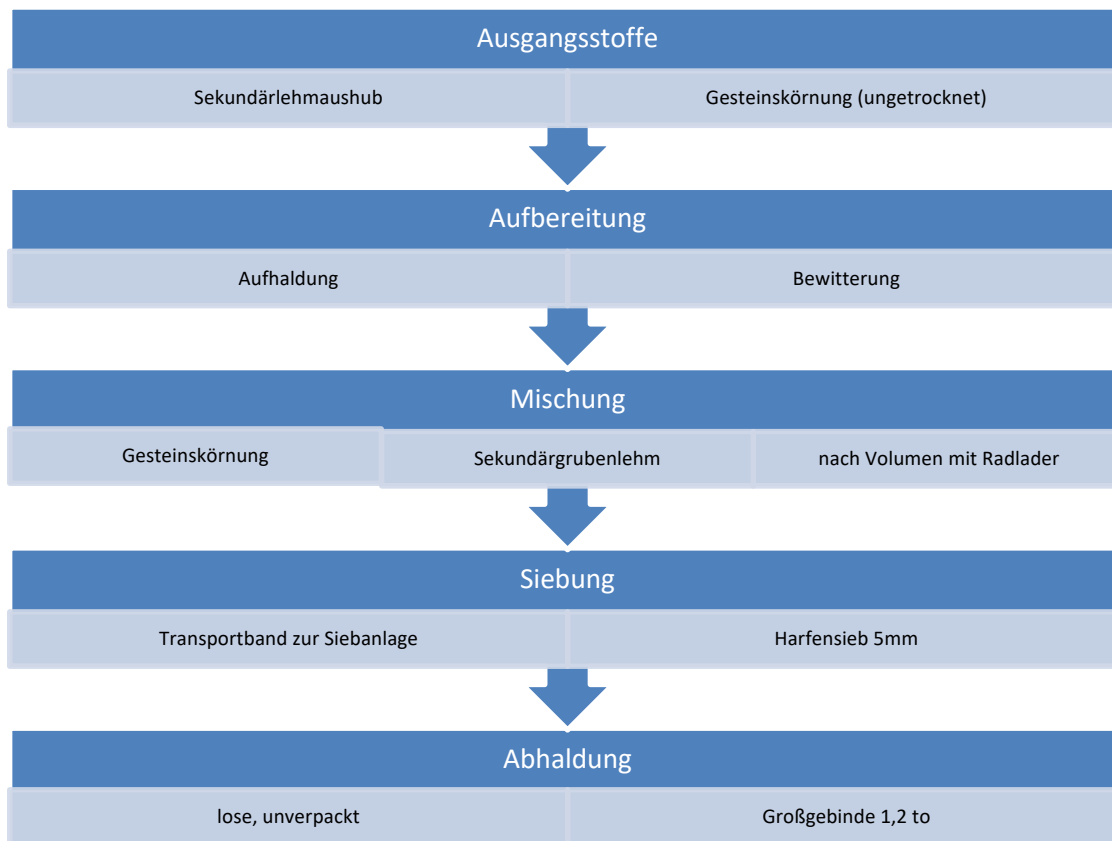 Ausgangsstoffe
Sekundärlehmaushub
Gesteinskörnung (ungetrocknet)
Aufbereitung
Aufhaldung
Bewitterung
Mischung
Gesteinskörnung
Sekundärgrubenlehm
nach Volumen mit Radlader
Siebung
Transportband zur Siebanlage
Harfensieb 5mm
Abhaldung
lose, unverpackt
Großgebinde 1,2 to